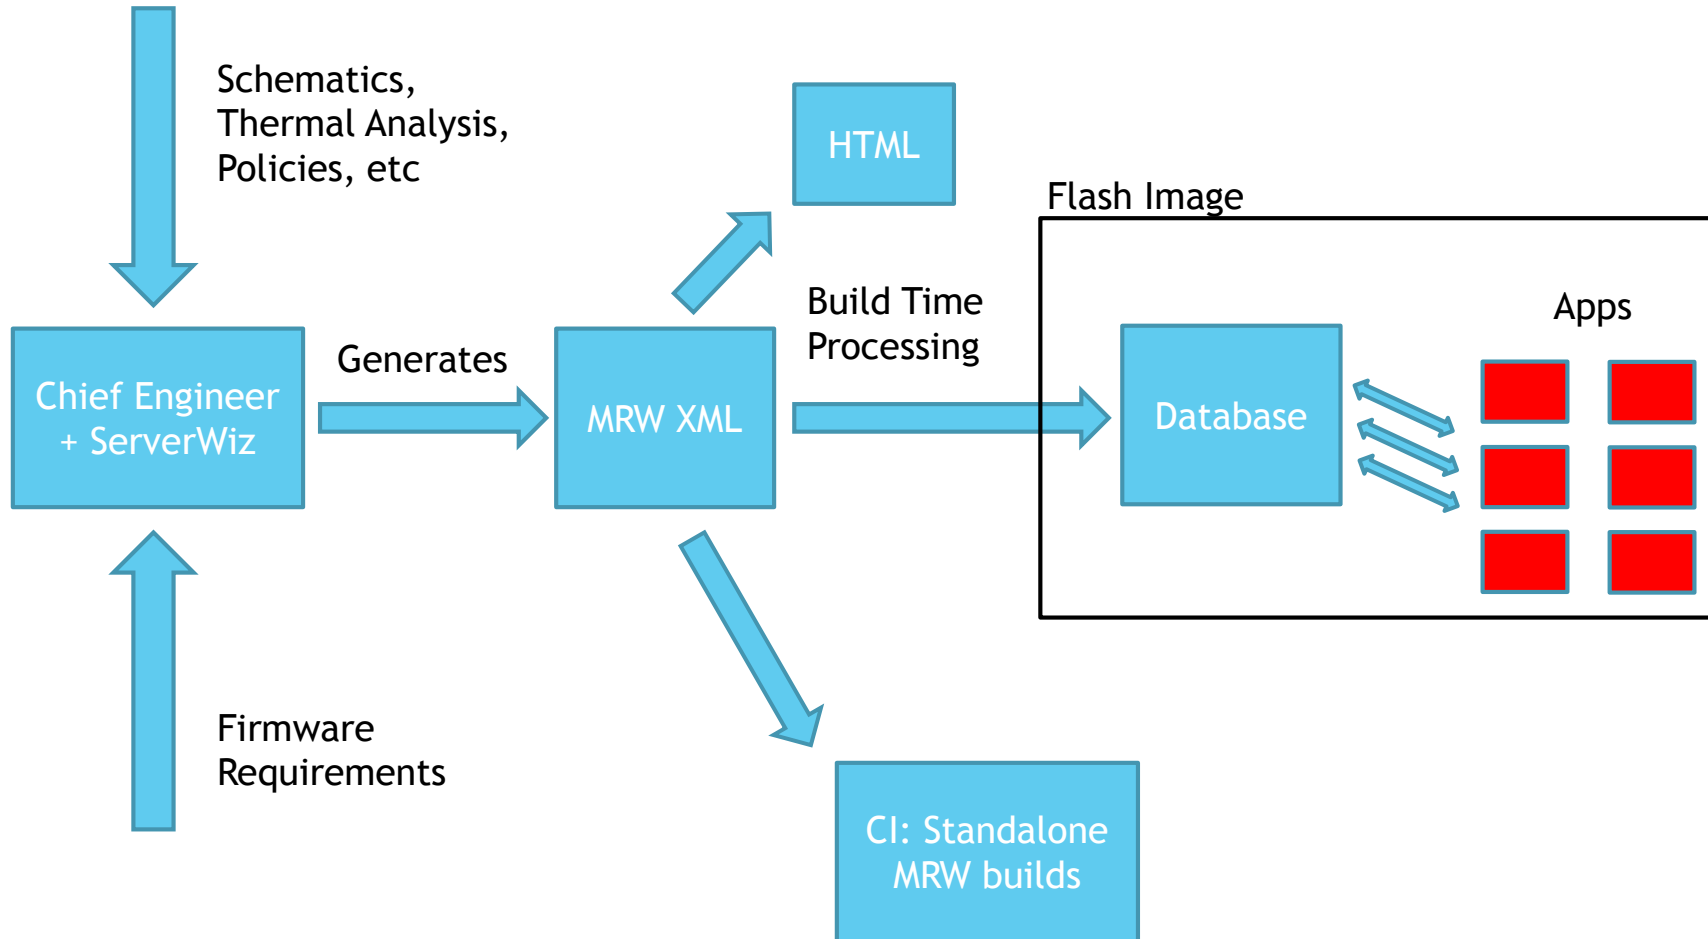 Schematics,
Thermal Analysis,
Policies, etc
HTML
Flash Image
Build Time
Processing
Apps
Generates
Chief Engineer
+ ServerWiz
MRW XML
Database
Firmware
Requirements
CI: Standalone
MRW builds